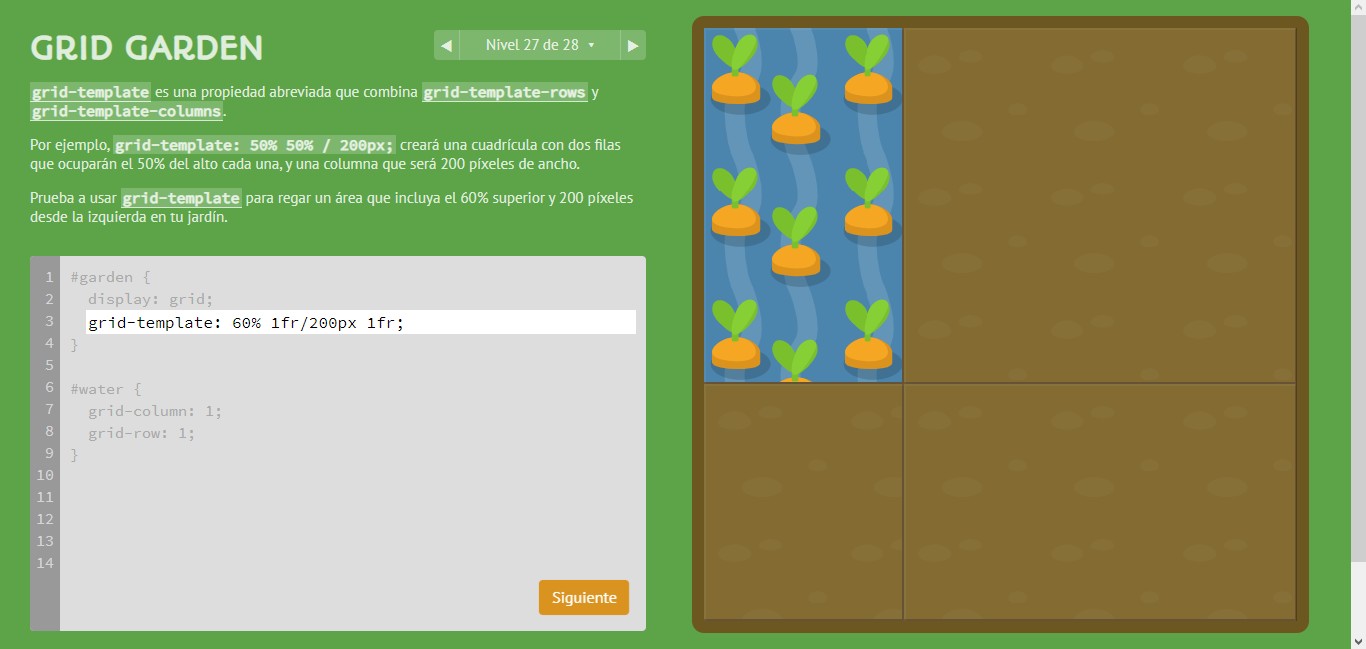 GRID GARDEN
◀ Nivel 27 de 28 ▾ ▶
grid-template es una propiedad abreviada que combina grid-template-rows y
grid-template-columns.
Por ejemplo, grid-template: 50% 50% / 200px; creará una cuadrícula con dos filas
que ocuparán el 50% del alto cada una, y una columna que será 200 píxeles de ancho.
Prueba a usar grid-template para regar un área que incluya el 60% superior y 200 píxeles
desde la izquierda en tu jardín.
1 #garden {
2 display: grid;
3 grid-template: 60% 1fr/200px 1fr;
4 }
5
6 #water {
7 grid-column: 1;
8 grid-row: 1;
9 }
10
11
12
13
14
Siguiente